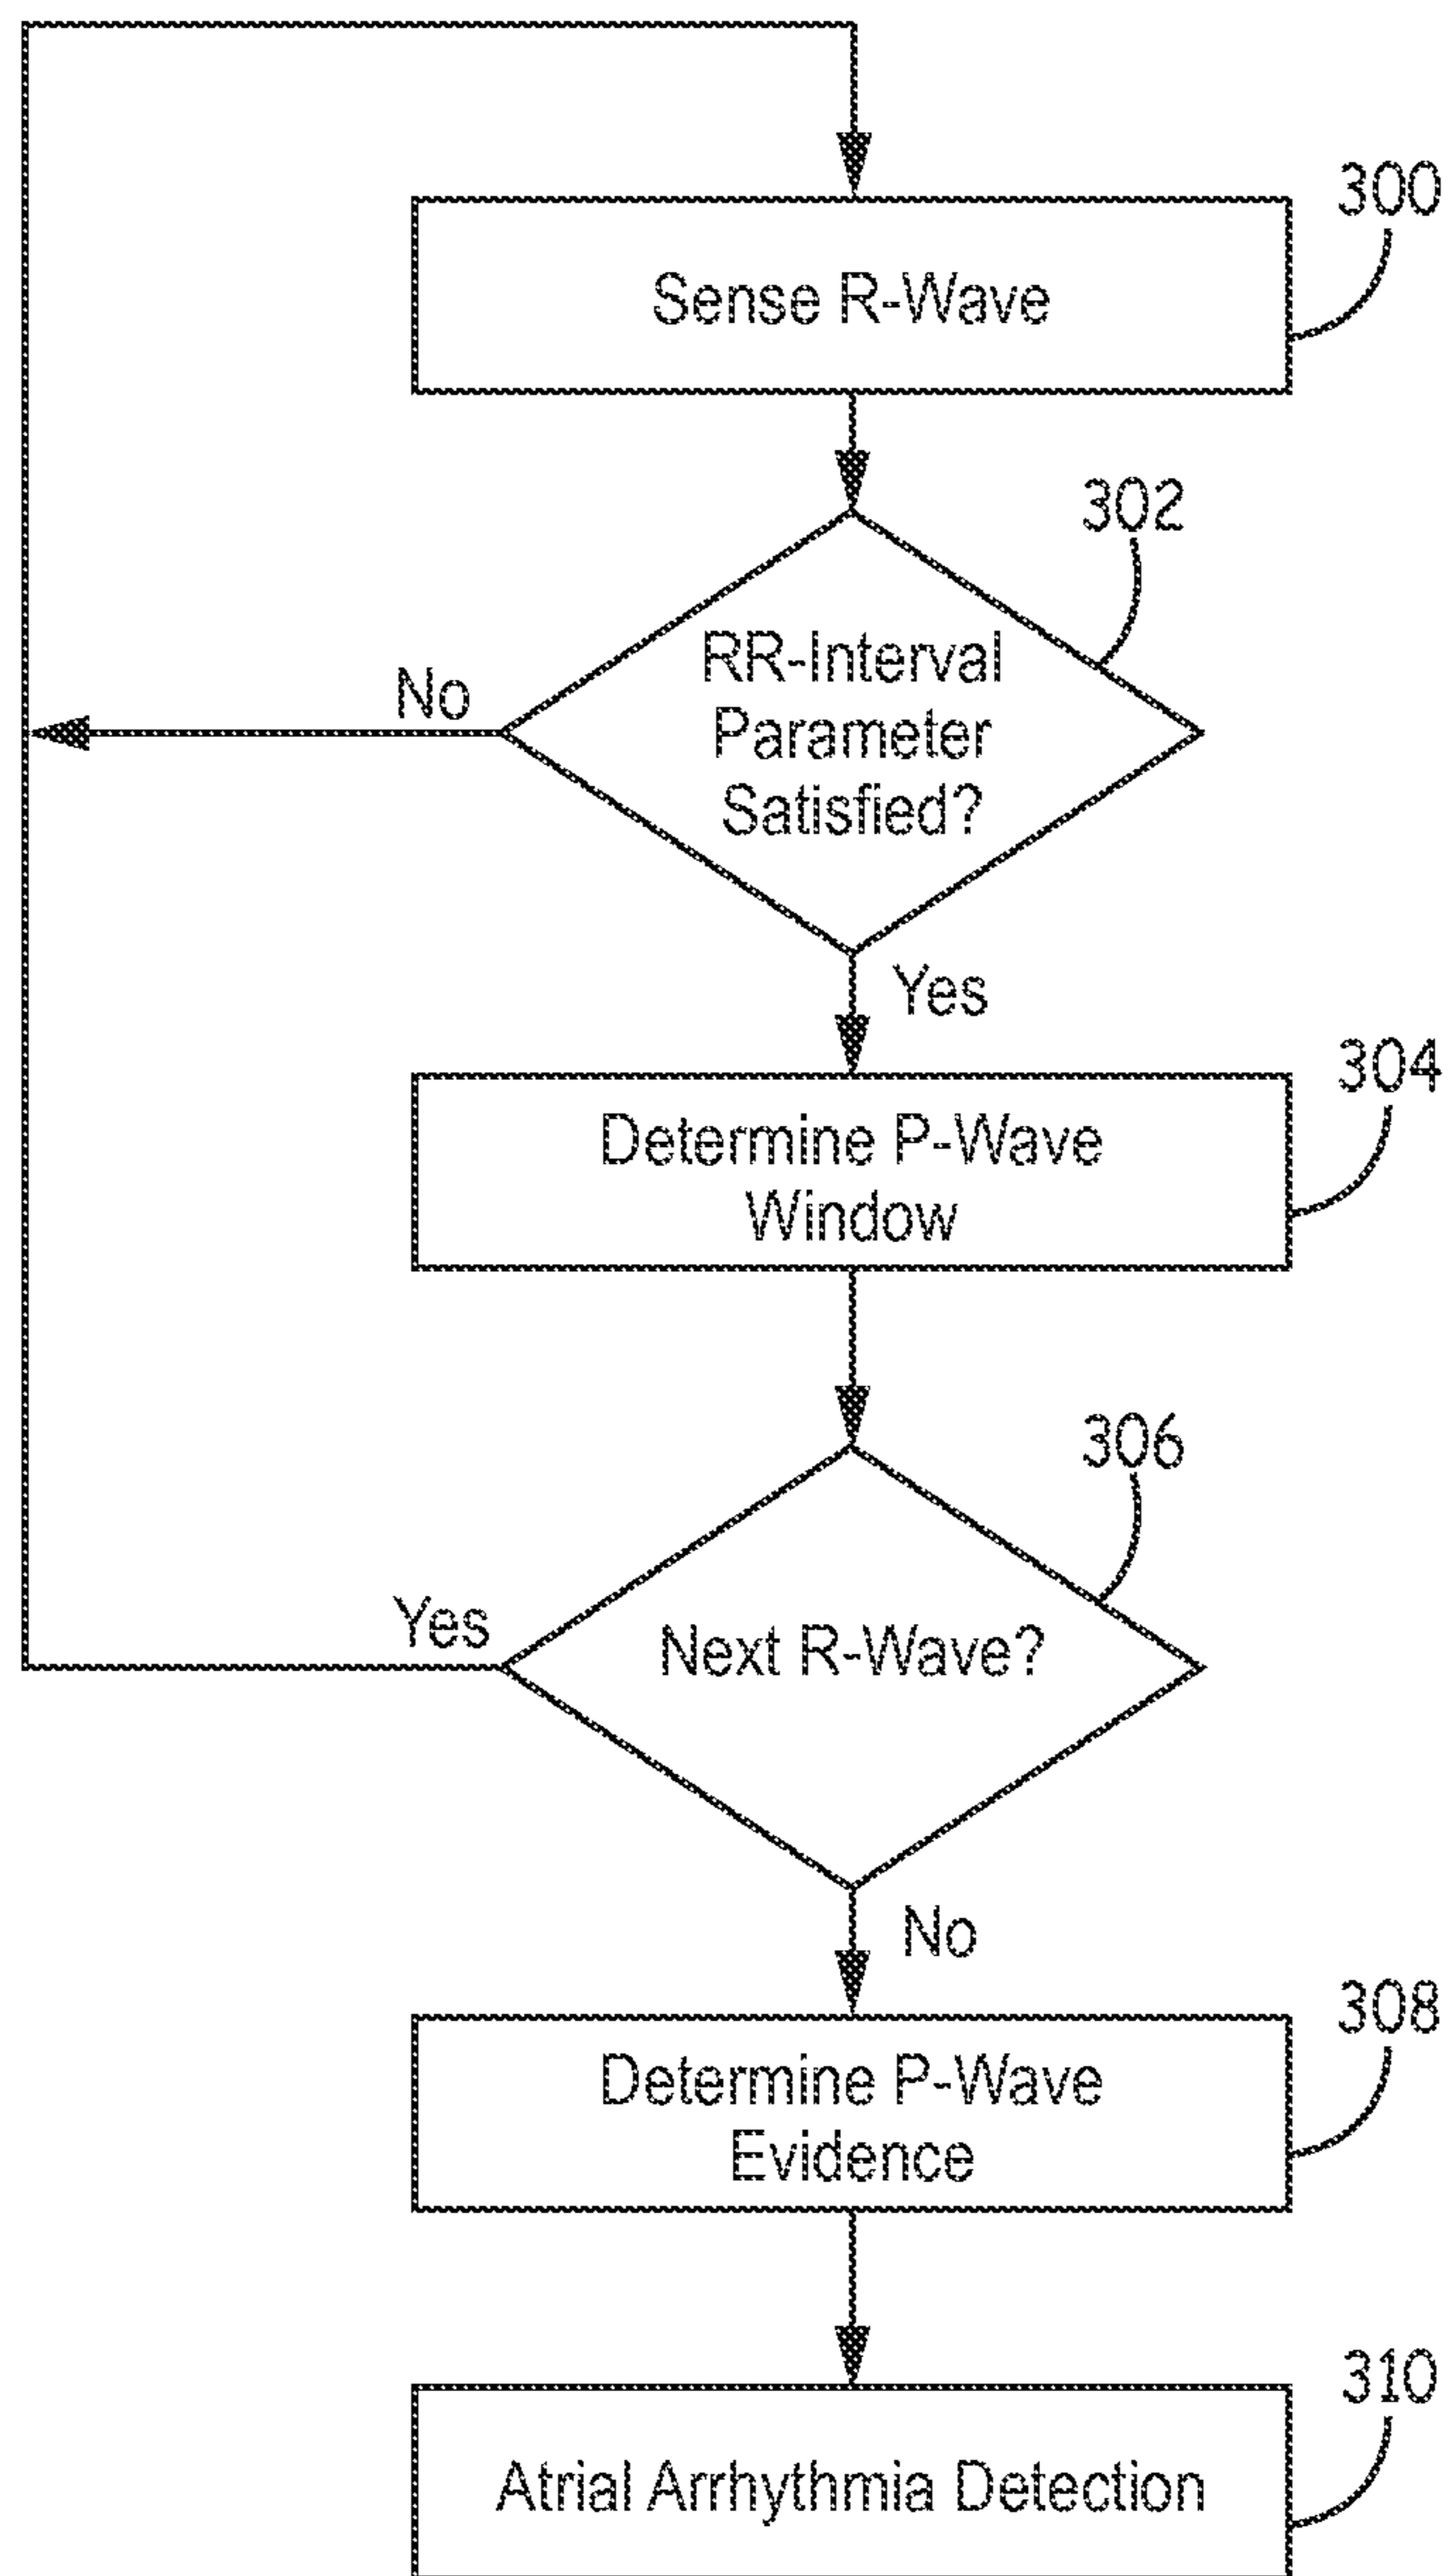 300
Sense R-Wave
302
RR-Interval
Parameter
Satisfied?
No
Yes
304
Determine P-Wave
Window
306
Next R-Wave?
Yes
No
308
Determine P-Wave
Evidence
310
Atrial Arrhythmia Detection